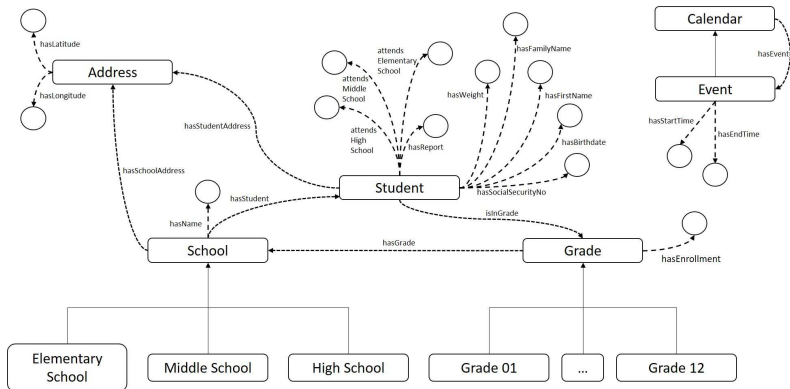 hasLatitude
Address
hasLongitude
attends
Elementary
School
attends
Middle
School
attends
High
School
hasReport
hasFamilyName
hasWeight
hasFirstName
hasBirthdate
hasSocialSecurityNo
Calendar
hasEvent
Event
hasStartTime
hasEndTime
hasStudentAddress
hasSchoolAddress
hasName
hasStudent
Student
isInGrade
School
hasGrade
Grade
hasEnrollment
Elementary
School
Middle School
High School
Grade 01
...
Grade 12